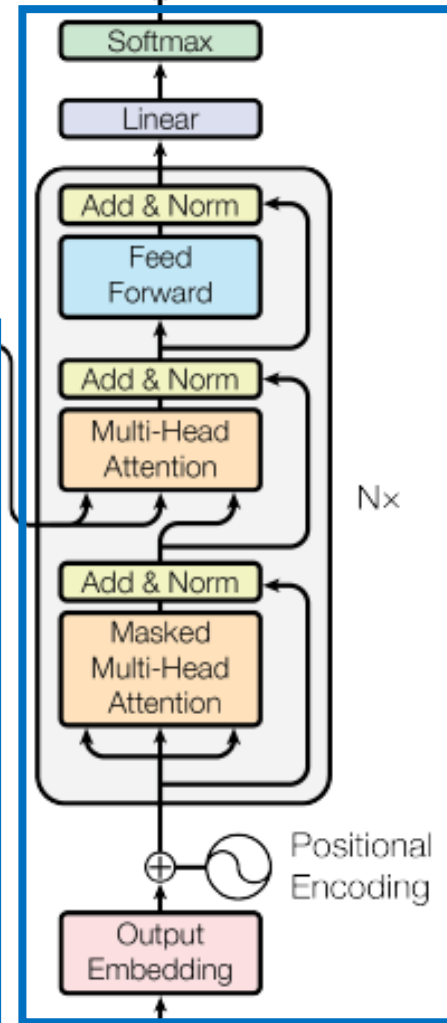 Softmax
Linear
Add & Norm
Feed
Forward
Add & Norm
Multi-Head
Attention
N×
Add & Norm
Masked
Multi-Head
Attention
Positional
Encoding
Output
Embedding